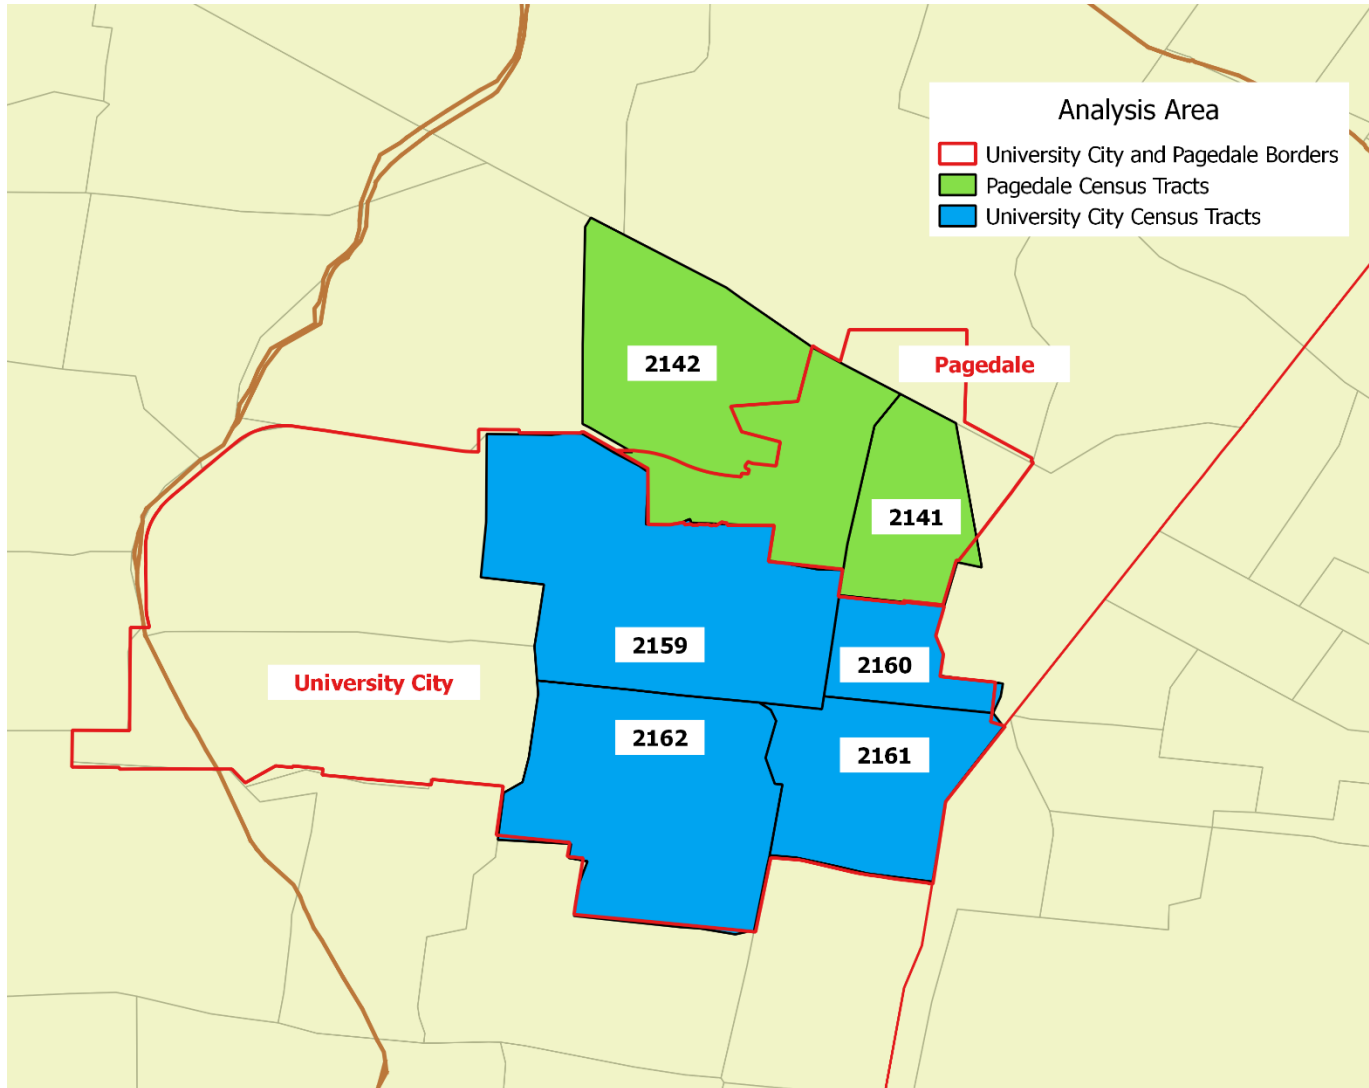 Analysis Area
University City and Pagedale Borders
Pagedale Census Tracts
University City Census Tracts
2142
Pagedale
2141
2159
2160
University City
2162
2161